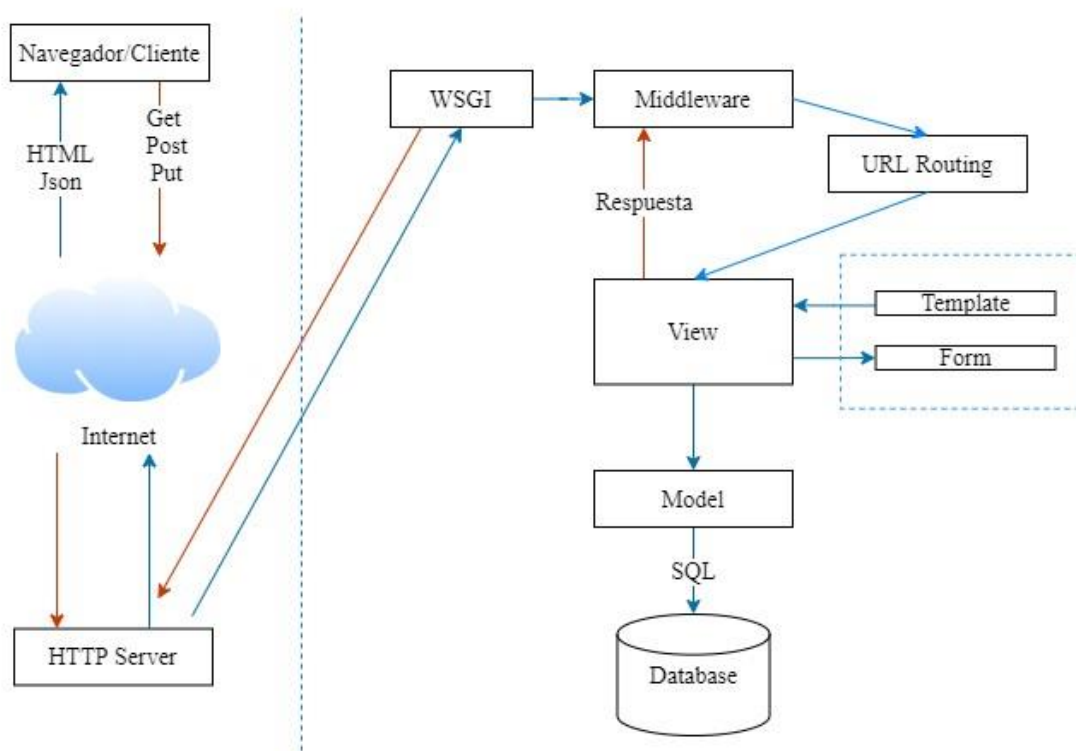 Navegador/Cliente
HTML
Json
Get
Post
Put
Internet
HTTP Server
WSGI
Middleware
URL Routing
Respuesta
View
Template
Form
Model
SQL
Database